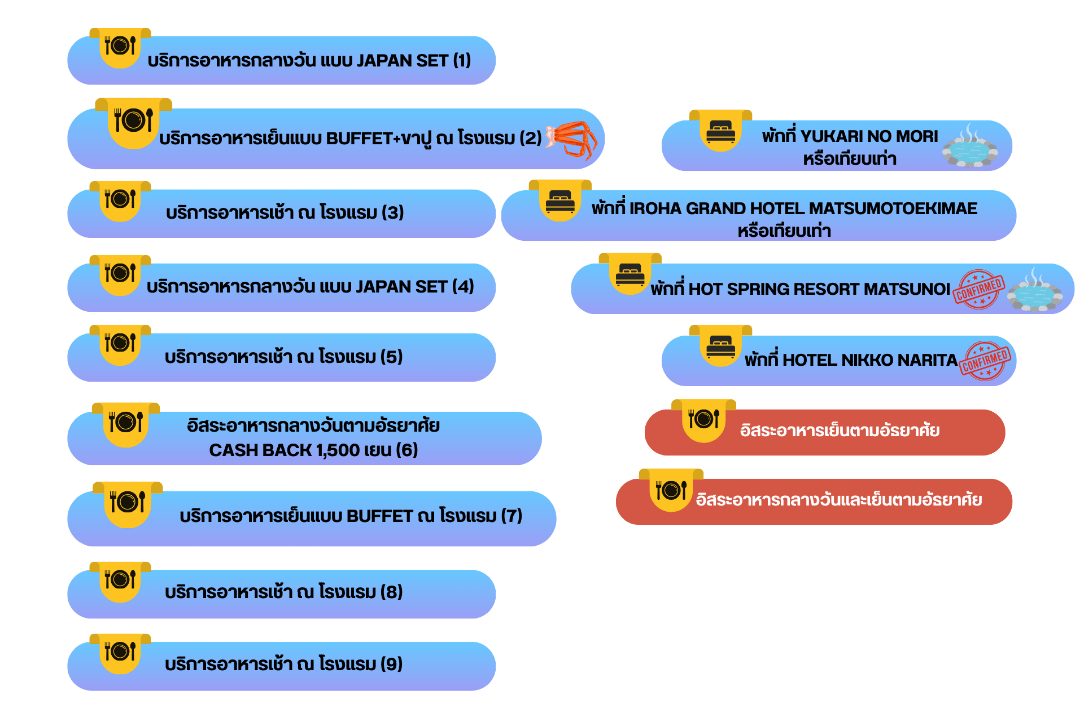 บริการอาหารกลางวัน แบบ JAPAN SET (1)
บริการอาหารเย็นแบบ BUFFET+ขาปู ณ โรงแรม (2)
บริการอาหารเช้า ณ โรงแรม (3)
บริการอาหารกลางวัน แบบ JAPAN SET (4)
บริการอาหารเช้า ณ โรงแรม (5)
อิสระอาหารกลางวันตามอัธยาศัย
CASH BACK 1,500 เยน (6)
บริการอาหารเย็นแบบ BUFFET ณ โรงแรม (7)
บริการอาหารเช้า ณ โรงแรม (8)
บริการอาหารเช้า ณ โรงแรม (9)
พักที่ YUKARI NO MORI
หรือเทียบเท่า
พักที่ IROHA GRAND HOTEL MATSUMOTOEKIMAE
หรือเทียบเท่า
พักที่ HOT SPRING RESORT MATSUNOI
CONFIRMED
พักที่ HOTEL NIKKO NARITA
CONFIRMED
อิสระอาหารเย็นตามอัธยาศัย
อิสระอาหารกลางวันและเย็นตามอัธยาศัย